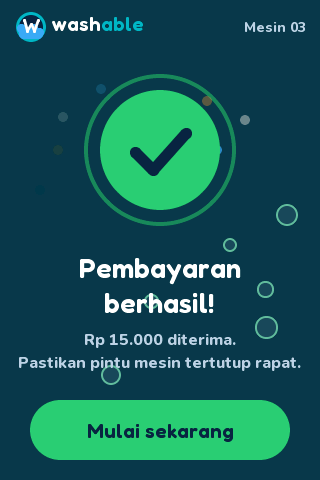 washable
Mesin 03
Pembayaran
berhasil!
Rp 15.000 diterima.
Pastikan pintu mesin tertutup rapat.
Mulai sekarang